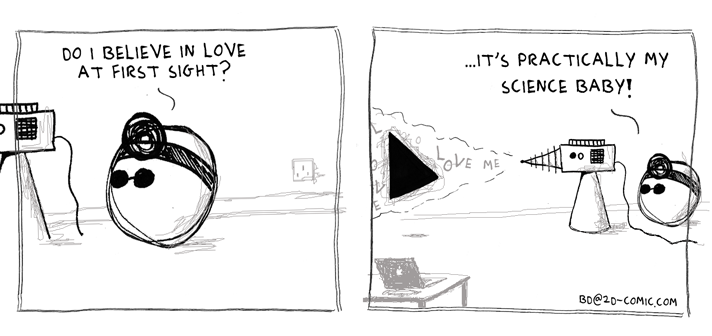 DO I BELIEVE IN LOVE
AT FIRST SIGHT?
...IT'S PRACTICALLY MY
SCIENCE BABY!
LOVE ME
BD@2D-COMIC.COM